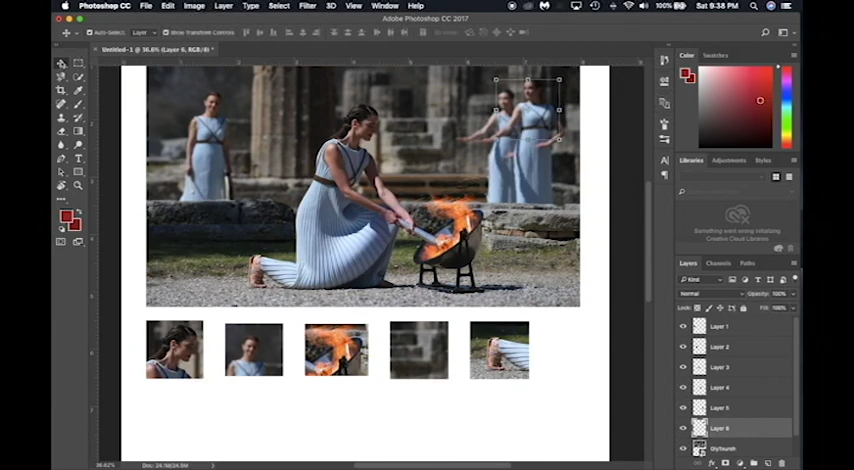 Photoshop CC File Edit Image Layer Type Select Filter 3D View Window Help 100% Sat 9:38 PM
Adobe Photoshop CC 2017
Auto-Select: Layer Show Transform Controls
Untitled-1 @ 36.6% (Layer 6, RGB/8) *
Color Swatches
Libraries Adjustments Styles
Something went wrong initializing
Creative Cloud Libraries
Layers Channels Paths
Kind
Normal Opacity: 100%
Lock: Fill: 100%
Layer 1
Layer 2
Layer 3
Layer 4
Layer 5
Layer 6